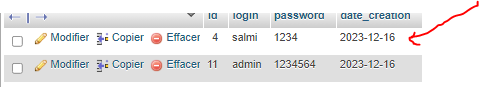 id login password date_creation
Modifier Copier Effacer 4 salmi 1234 2023-12-16
Modifier Copier Effacer 11 admin 1234564 2023-12-16